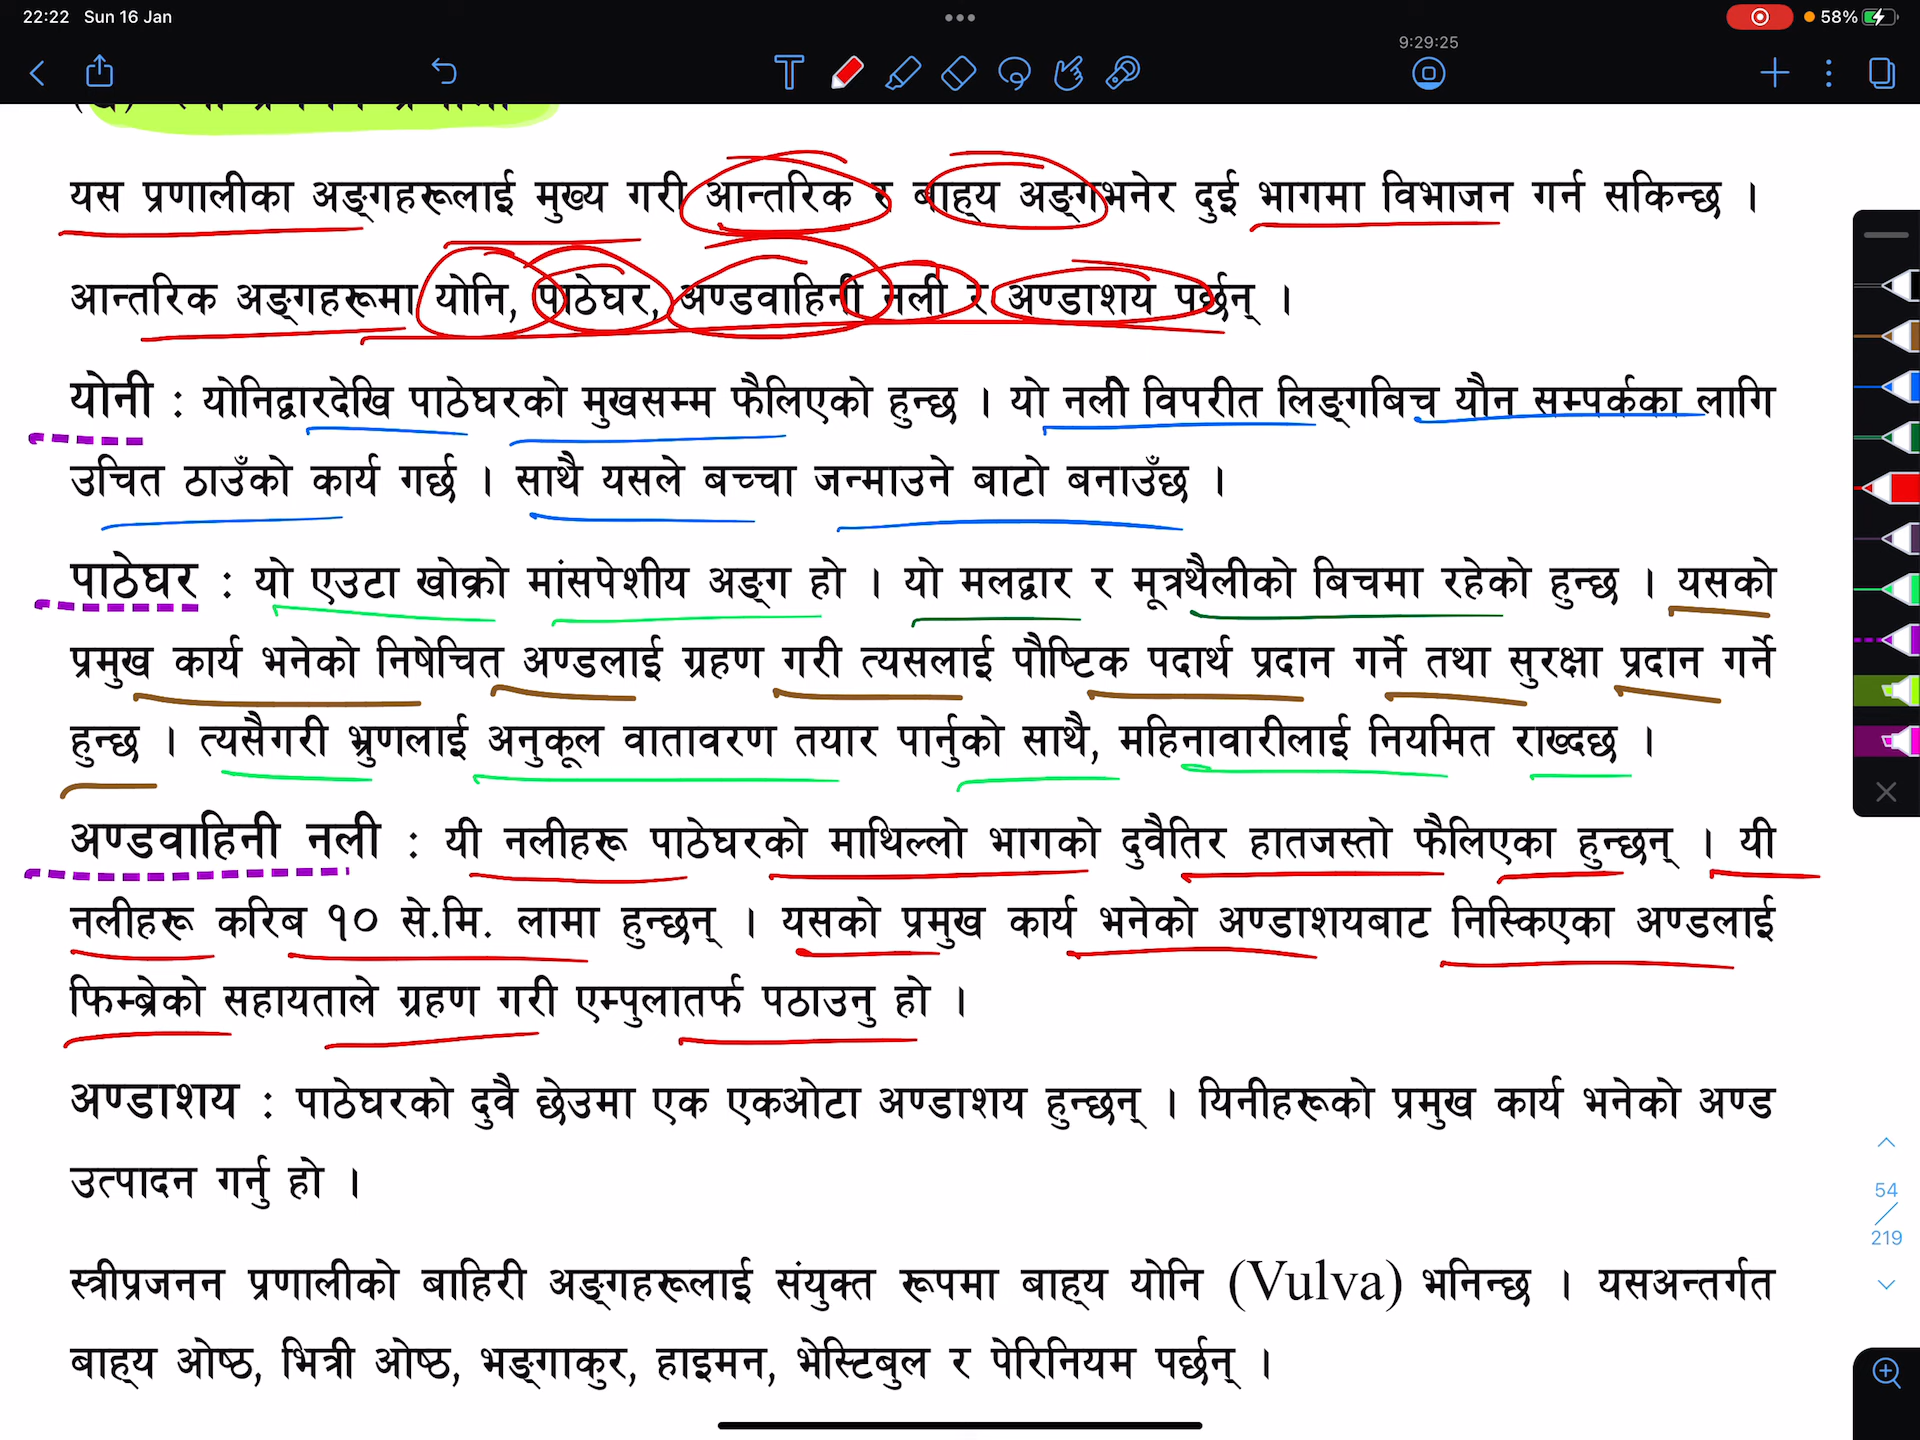 22:22 Sun 16 Jan
58%
9:29:25
यस प्रणालीका अङ्गहरूलाई मुख्य गरी आन्तरिक र बाह्य अङ्गभनेर दुई भागमा विभाजन गर्न सकिन्छ ।
आन्तरिक अङ्गहरूमा योनि, पाठेघर, अण्डवाहिनी नली र अण्डाशय पर्छन् ।
योनी : योनिद्वारदेखि पाठेघरको मुखसम्म फैलिएको हुन्छ । यो नली विपरीत लिङ्गबिच यौन सम्पर्कका लागि
उचित ठाउँको कार्य गर्छ । साथै यसले बच्चा जन्माउने बाटो बनाउँछ ।
पाठेघर : यो एउटा खोक्रो मांसपेशीय अङ्ग हो । यो मलद्वार र मूत्रथैलीको बिचमा रहेको हुन्छ । यसको
प्रमुख कार्य भनेको निषेचित अण्डलाई ग्रहण गरी त्यसलाई पौष्टिक पदार्थ प्रदान गर्ने तथा सुरक्षा प्रदान गर्ने
हुन्छ । त्यसैगरी भ्रुणलाई अनुकूल वातावरण तयार पार्नुको साथै, महिनावारीलाई नियमित राख्दछ ।
अण्डवाहिनी नली : यी नलीहरू पाठेघरको माथिल्लो भागको दुवैतिर हातजस्तो फैलिएका हुन्छन् । यी
नलीहरू करिब १० से.मि. लामा हुन्छन् । यसको प्रमुख कार्य भनेको अण्डाशयबाट निस्किएका अण्डलाई
फिम्ब्रेको सहायताले ग्रहण गरी एम्पुलातर्फ पठाउनु हो ।
अण्डाशय : पाठेघरको दुवै छेउमा एक एकओटा अण्डाशय हुन्छन् । यिनीहरूको प्रमुख कार्य भनेको अण्ड
उत्पादन गर्नु हो ।
स्त्रीप्रजनन प्रणालीको बाहिरी अङ्गहरूलाई संयुक्त रूपमा बाह्य योनि (Vulva) भनिन्छ । यसअन्तर्गत
बाह्य ओष्ठ, भित्री ओष्ठ, भङ्गाकुर, हाइमन, भेस्टिबुल र पेरिनियम पर्छन् ।
54
219